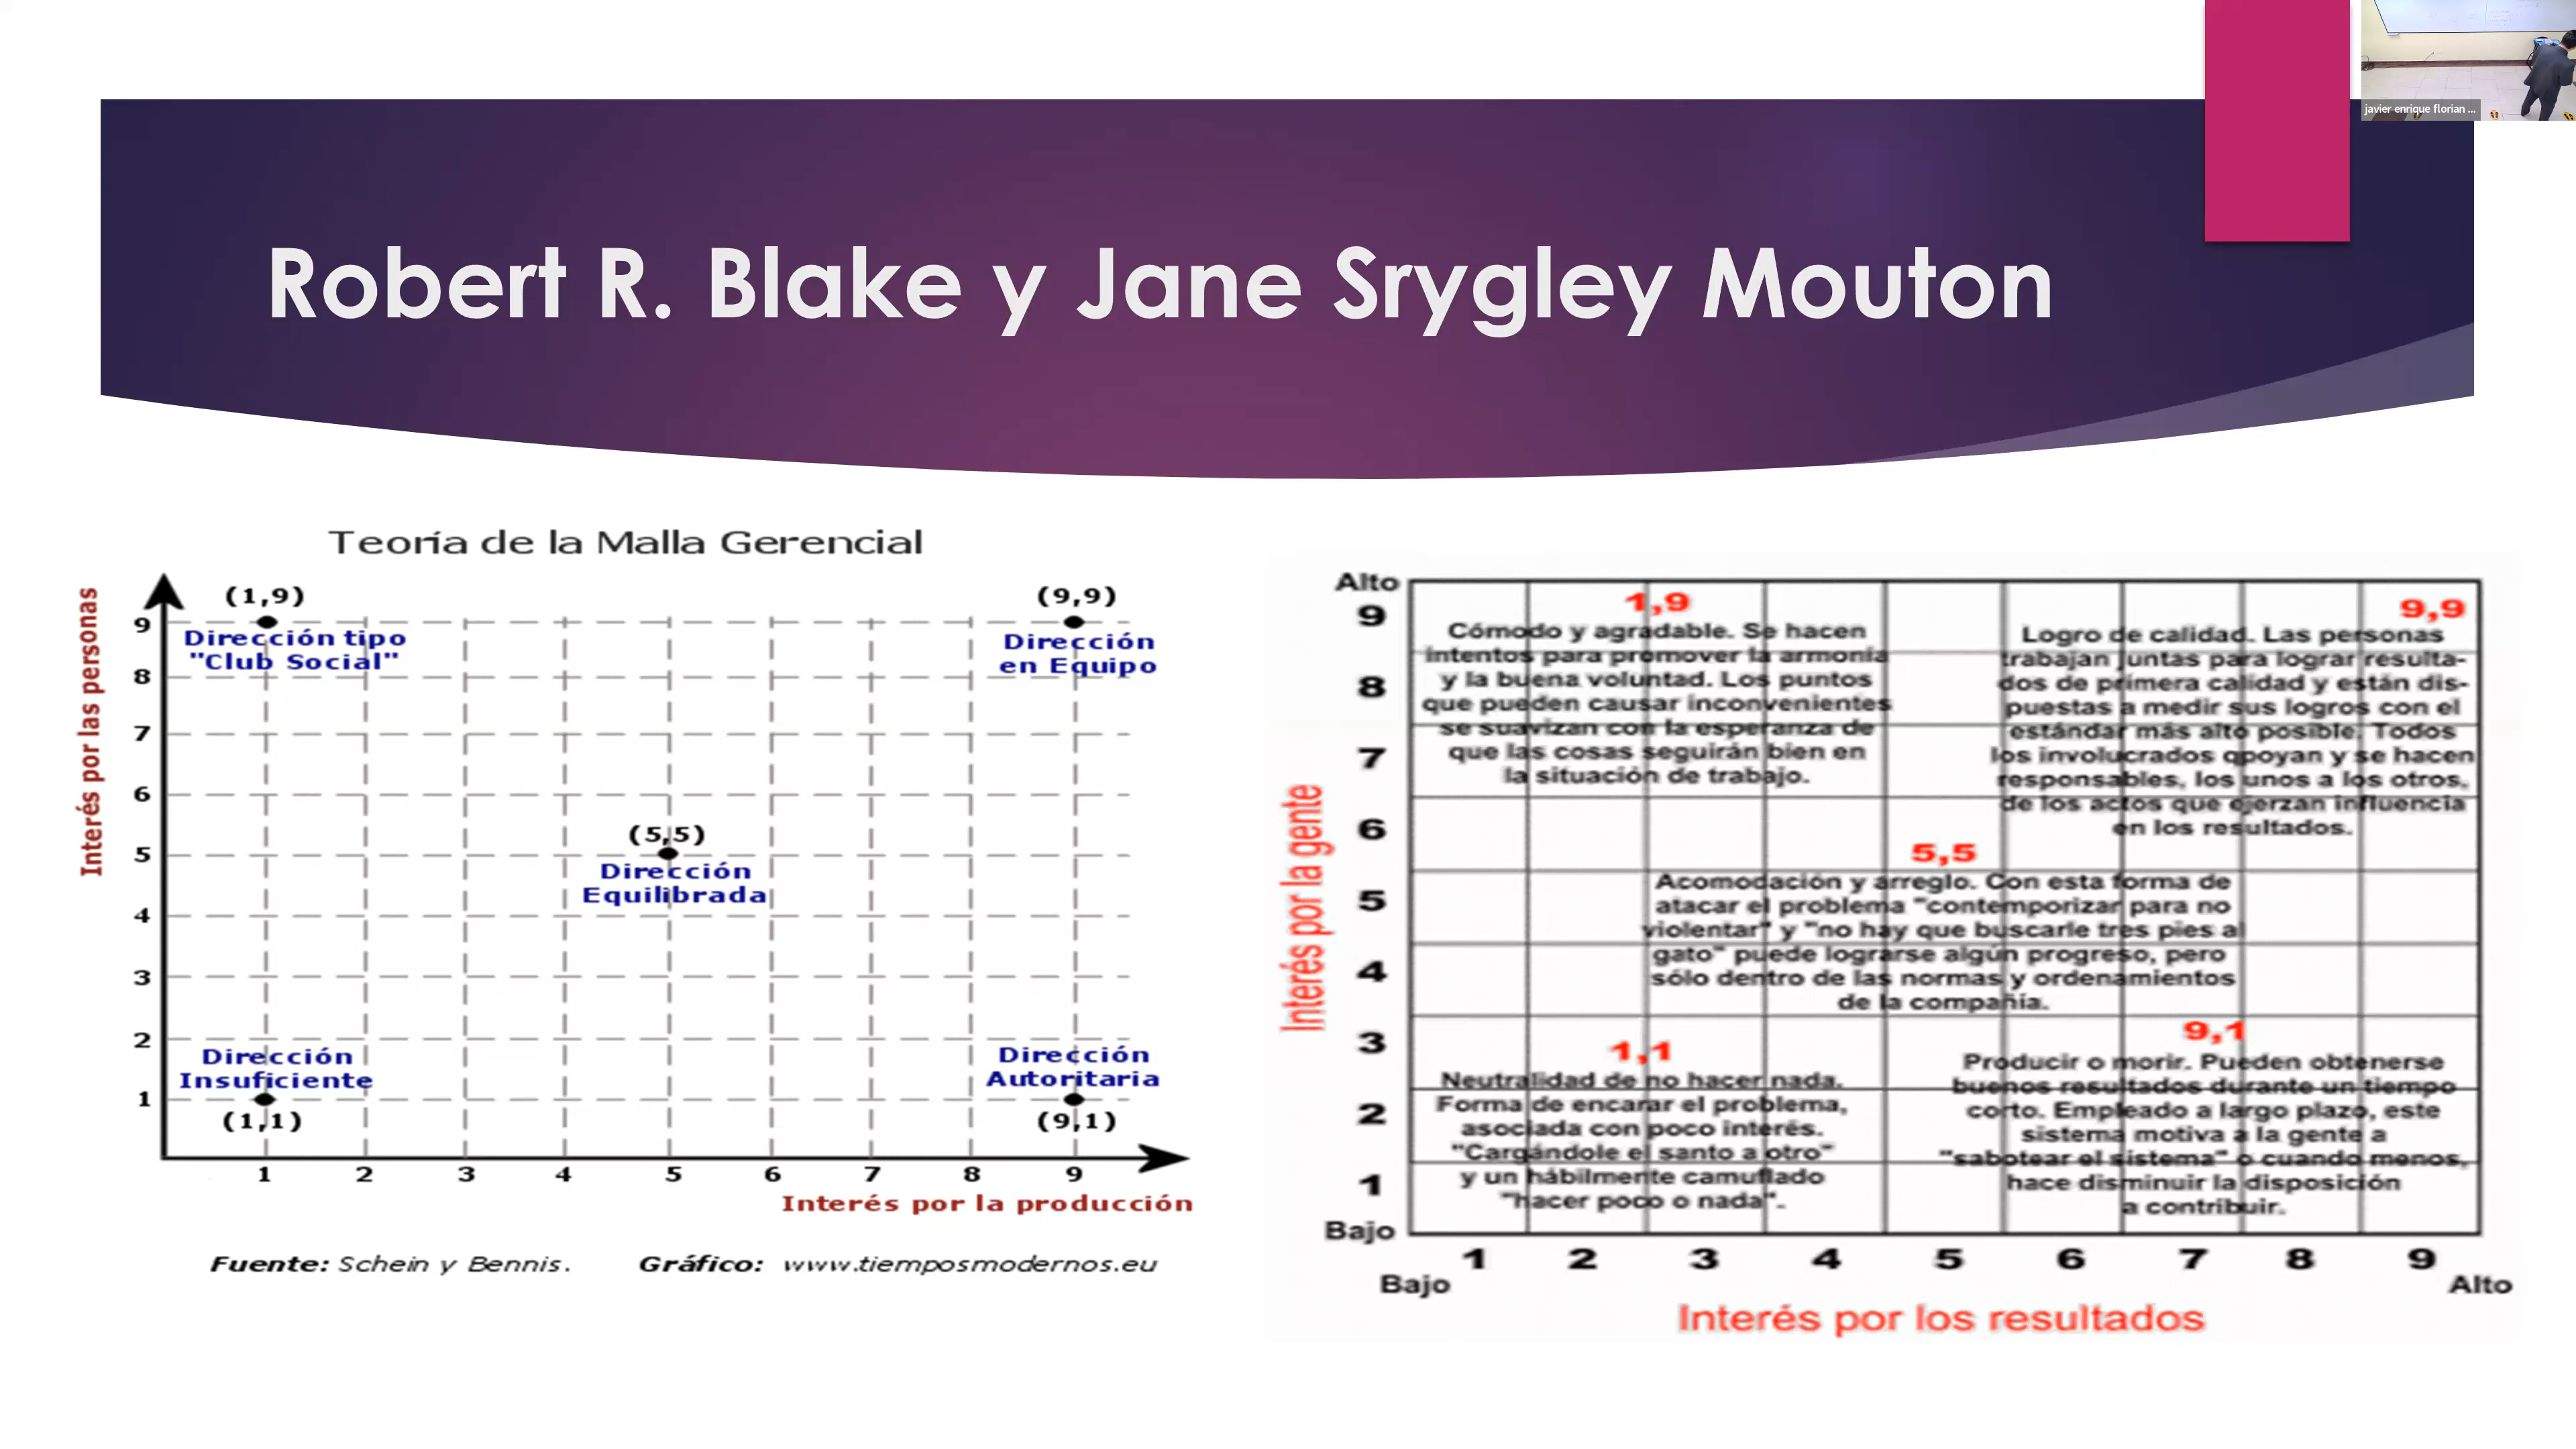 javier enrique florian ...
Robert R. Blake y Jane Srygley Mouton
Teoría de la Malla Gerencial
Interés por las personas
9
8
7
6
5
4
3
2
1
(1,9)
Dirección tipo
"Club Social"
(9,9)
Dirección
en Equipo
(5,5)
Dirección
Equilibrada
Dirección
Insuficiente
(1,1)
Dirección
Autoritaria
(9,1)
1 2 3 4 5 6 7 8 9
Interés por la producción
Fuente: Schein y Bennis. Gráfico: www.tiemposmodernos.eu
Interés por la gente
Alto
9
8
7
6
5
4
3
2
1
Bajo
1,9
Cómodo y agradable. Se hacen
intentos para promover la armonía
y la buena voluntad. Los puntos
que pueden causar inconvenientes
se suavizan con la esperanza de
que las cosas seguirán bien en
la situación de trabajo.
9,9
Logro de calidad. Las personas
trabajan juntas para lograr resulta-
dos de primera calidad y están dis-
puestas a medir sus logros con el
estándar más alto posible. Todos
los involucrados apoyan y se hacen
responsables, los unos a los otros,
de los actos que ejerzan influencia
en los resultados.
5,5
Acomodación y arreglo. Con esta forma de
atacar el problema "contemporizar para no
violentar" y "no hay que buscarle tres pies al
gato" puede lograrse algún progreso, pero
sólo dentro de las normas y ordenamientos
de la compañía.
1,1
Neutralidad de no hacer nada.
Forma de encarar el problema,
asociada con poco interés.
"Cargándole el santo a otro"
y un hábilmente camuflado
"hacer poco o nada".
9,1
Producir o morir. Pueden obtenerse
buenos resultados durante un tiempo
corto. Empleado a largo plazo, este
sistema motiva a la gente a
"sabotear el sistema" o cuando menos,
hace disminuir la disposición
a contribuir.
1 2 3 4 5 6 7 8 9
Bajo Alto
Interés por los resultados